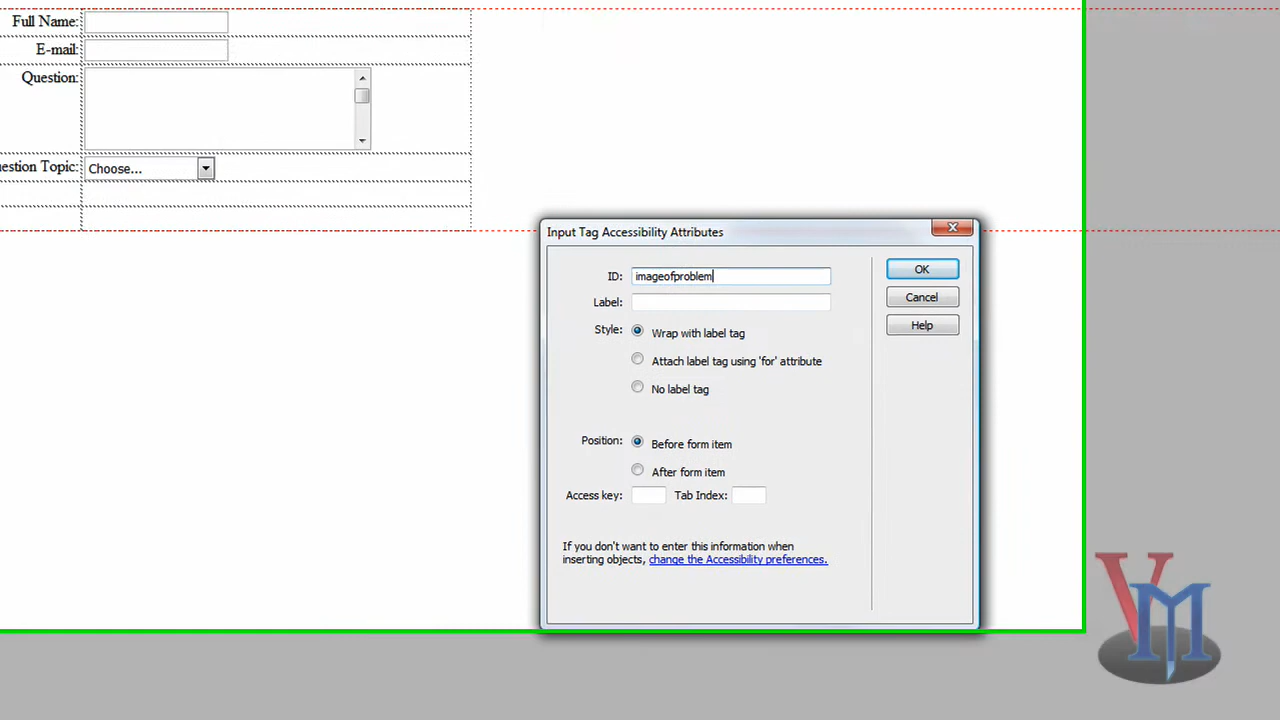 Full Name:
E-mail:
Question:
estion Topic:
Choose...
Input Tag Accessibility Attributes
ID:
imageofproblem
OK
Label:
Cancel
Style:
Wrap with label tag
Help
Attach label tag using 'for' attribute
No label tag
Position:
Before form item
After form item
Access key:
Tab Index:
If you don't want to enter this information when
inserting objects, change the Accessibility preferences.
VM